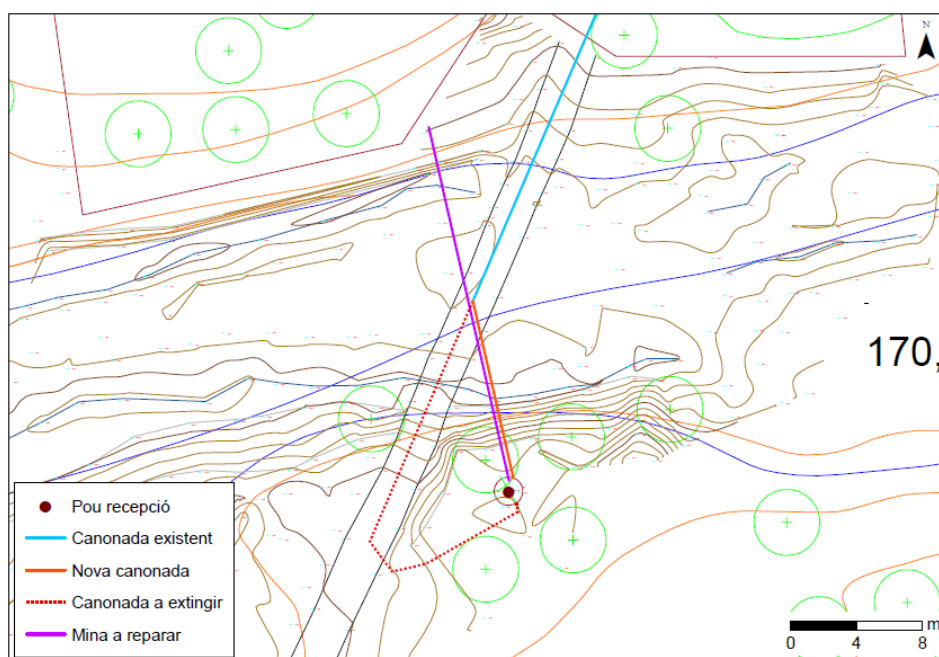 N
170,
Pou recepció
Canonada existent
Nova canonada
Canonada a extingir
Mina a reparar
m
0 4 8